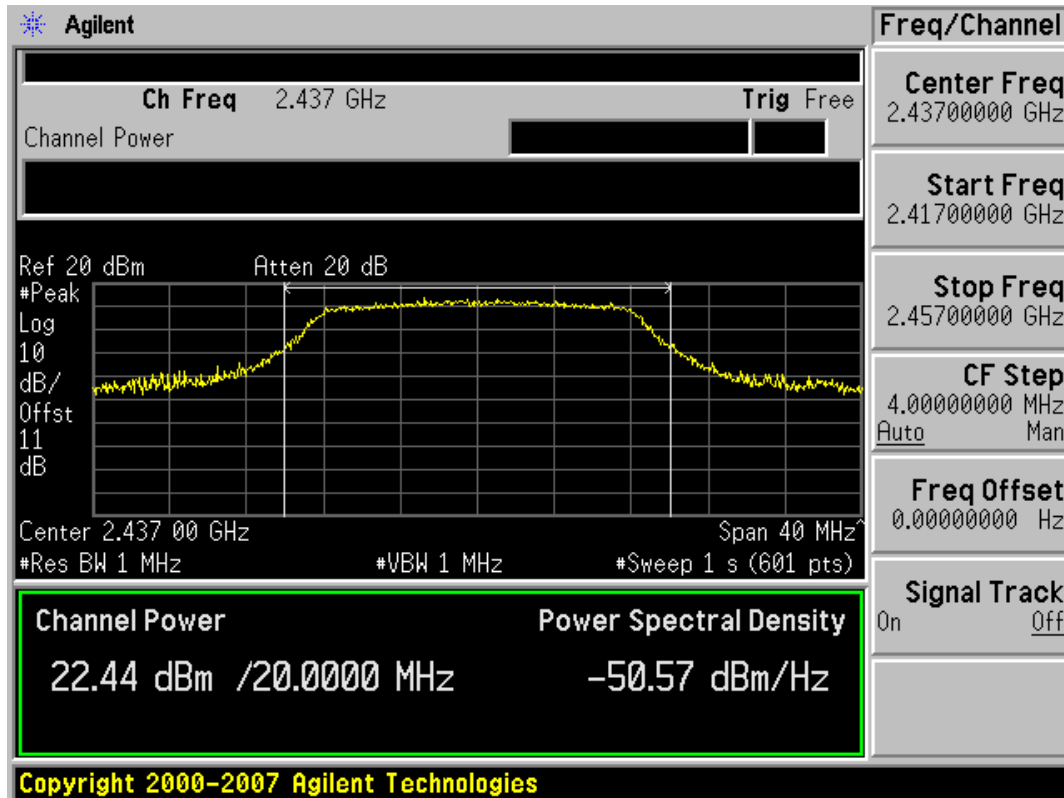 Agilent
Freq/Channel
Ch Freq 2.437 GHz Trig Free
Channel Power
Ref 20 dBm Atten 20 dB
#Peak
Log
10
dB/
Offst
11
dB
Center 2.437 00 GHz Span 40 MHz^
#Res BW 1 MHz #VBW 1 MHz #Sweep 1 s (601 pts)
Channel Power Power Spectral Density
22.44 dBm /20.0000 MHz -50.57 dBm/Hz
Center Freq
2.43700000 GHz
Start Freq
2.41700000 GHz
Stop Freq
2.45700000 GHz
CF Step
4.00000000 MHz
Auto Man
Freq Offset
0.00000000 Hz
Signal Track
On Off
Copyright 2000-2007 Agilent Technologies